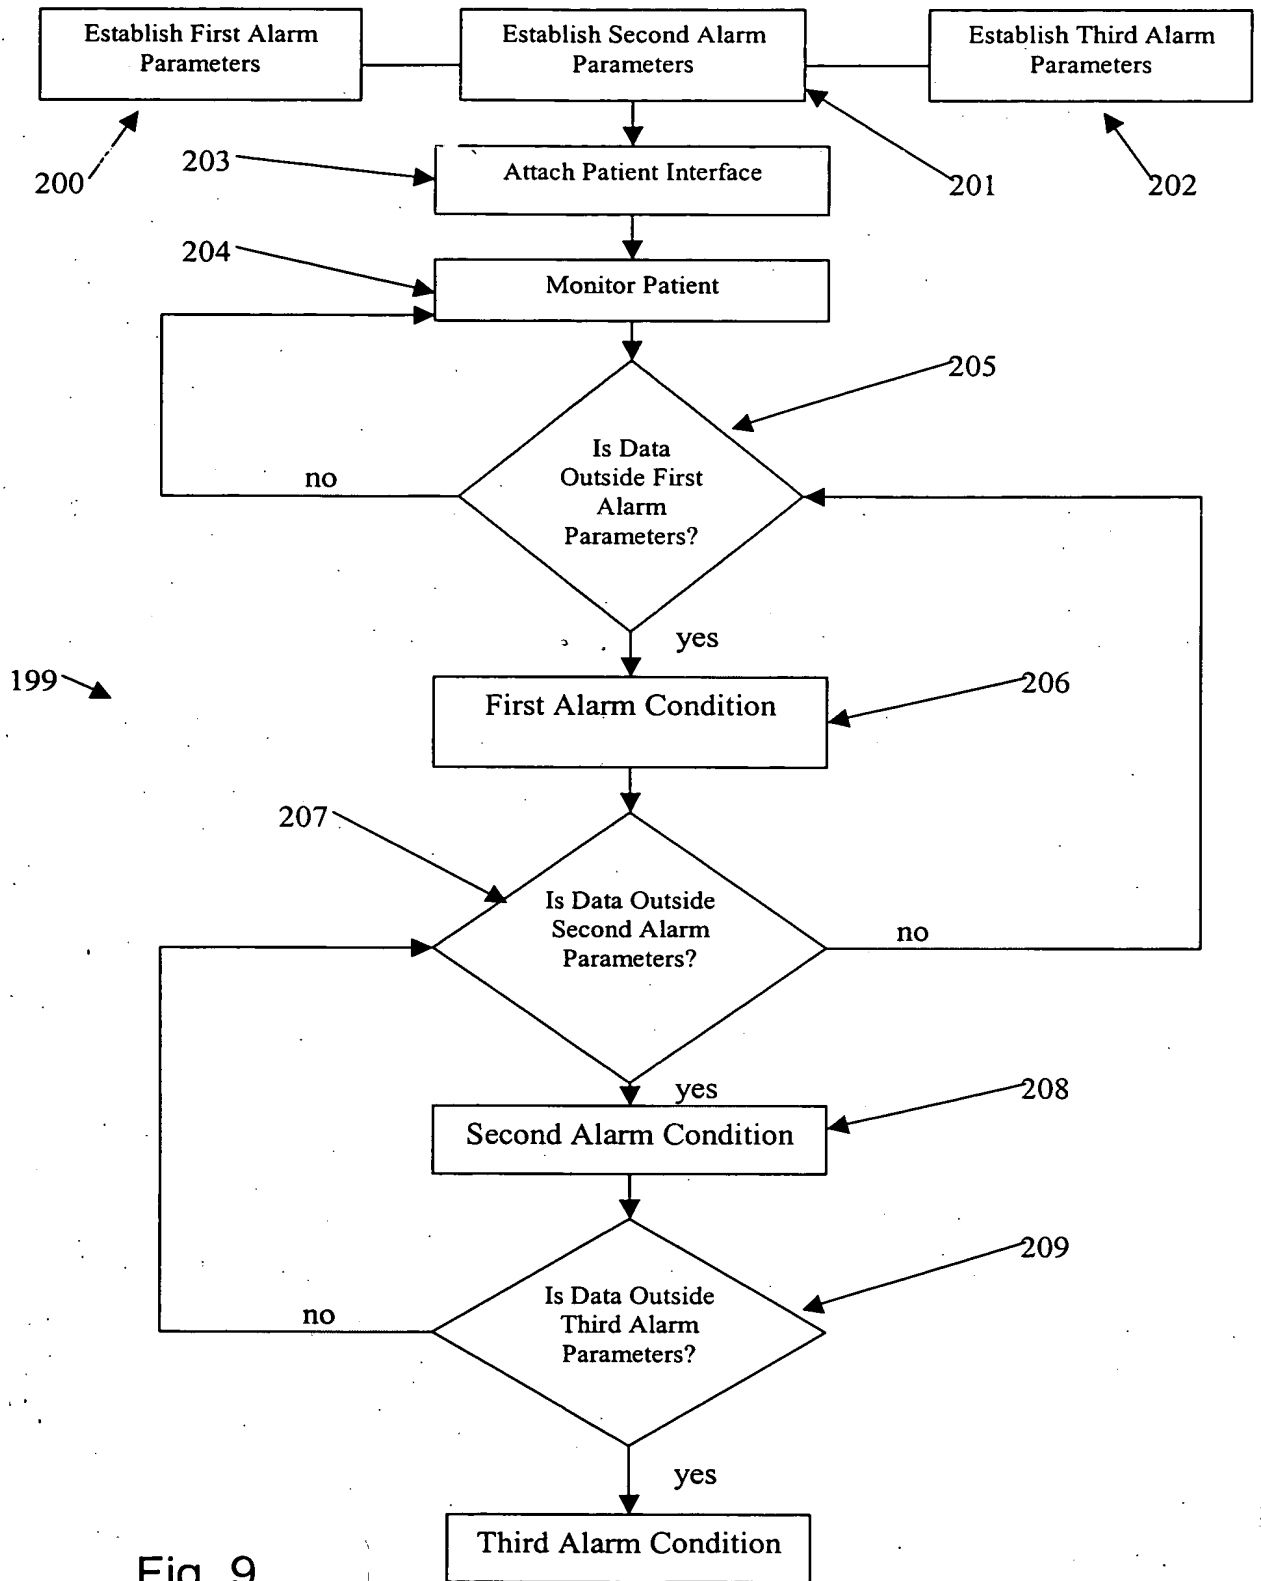 Establish First Alarm
Parameters
Establish Second Alarm
Parameters
Establish Third Alarm
Parameters
200
203
Attach Patient Interface
201
202
204
Monitor Patient
205
Is Data
Outside First
Alarm
Parameters?
no
yes
199
First Alarm Condition
206
207
Is Data Outside
Second Alarm
Parameters?
no
yes
208
Second Alarm Condition
209
Is Data Outside
Third Alarm
Parameters?
no
yes
Third Alarm Condition
Fig. 9